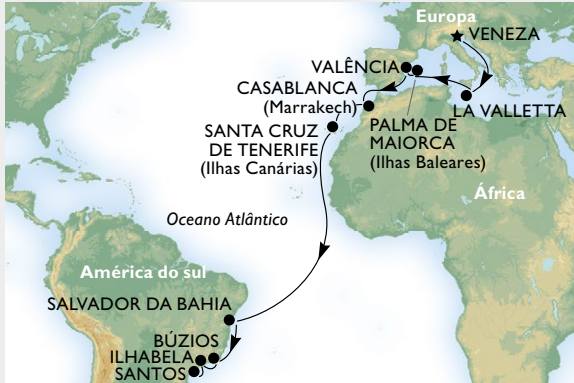 Europa
VENEZA
VALÊNCIA
CASABLANCA
(Marrakech)
LA VALLETTA
SANTA CRUZ
DE TENERIFE
(Ilhas Canárias)
PALMA DE
MAIORCA
(Ilhas Baleares)
África
Oceano Atlântico
América do sul
SALVADOR DA BAHIA
BÚZIOS
ILHABELA
SANTOS